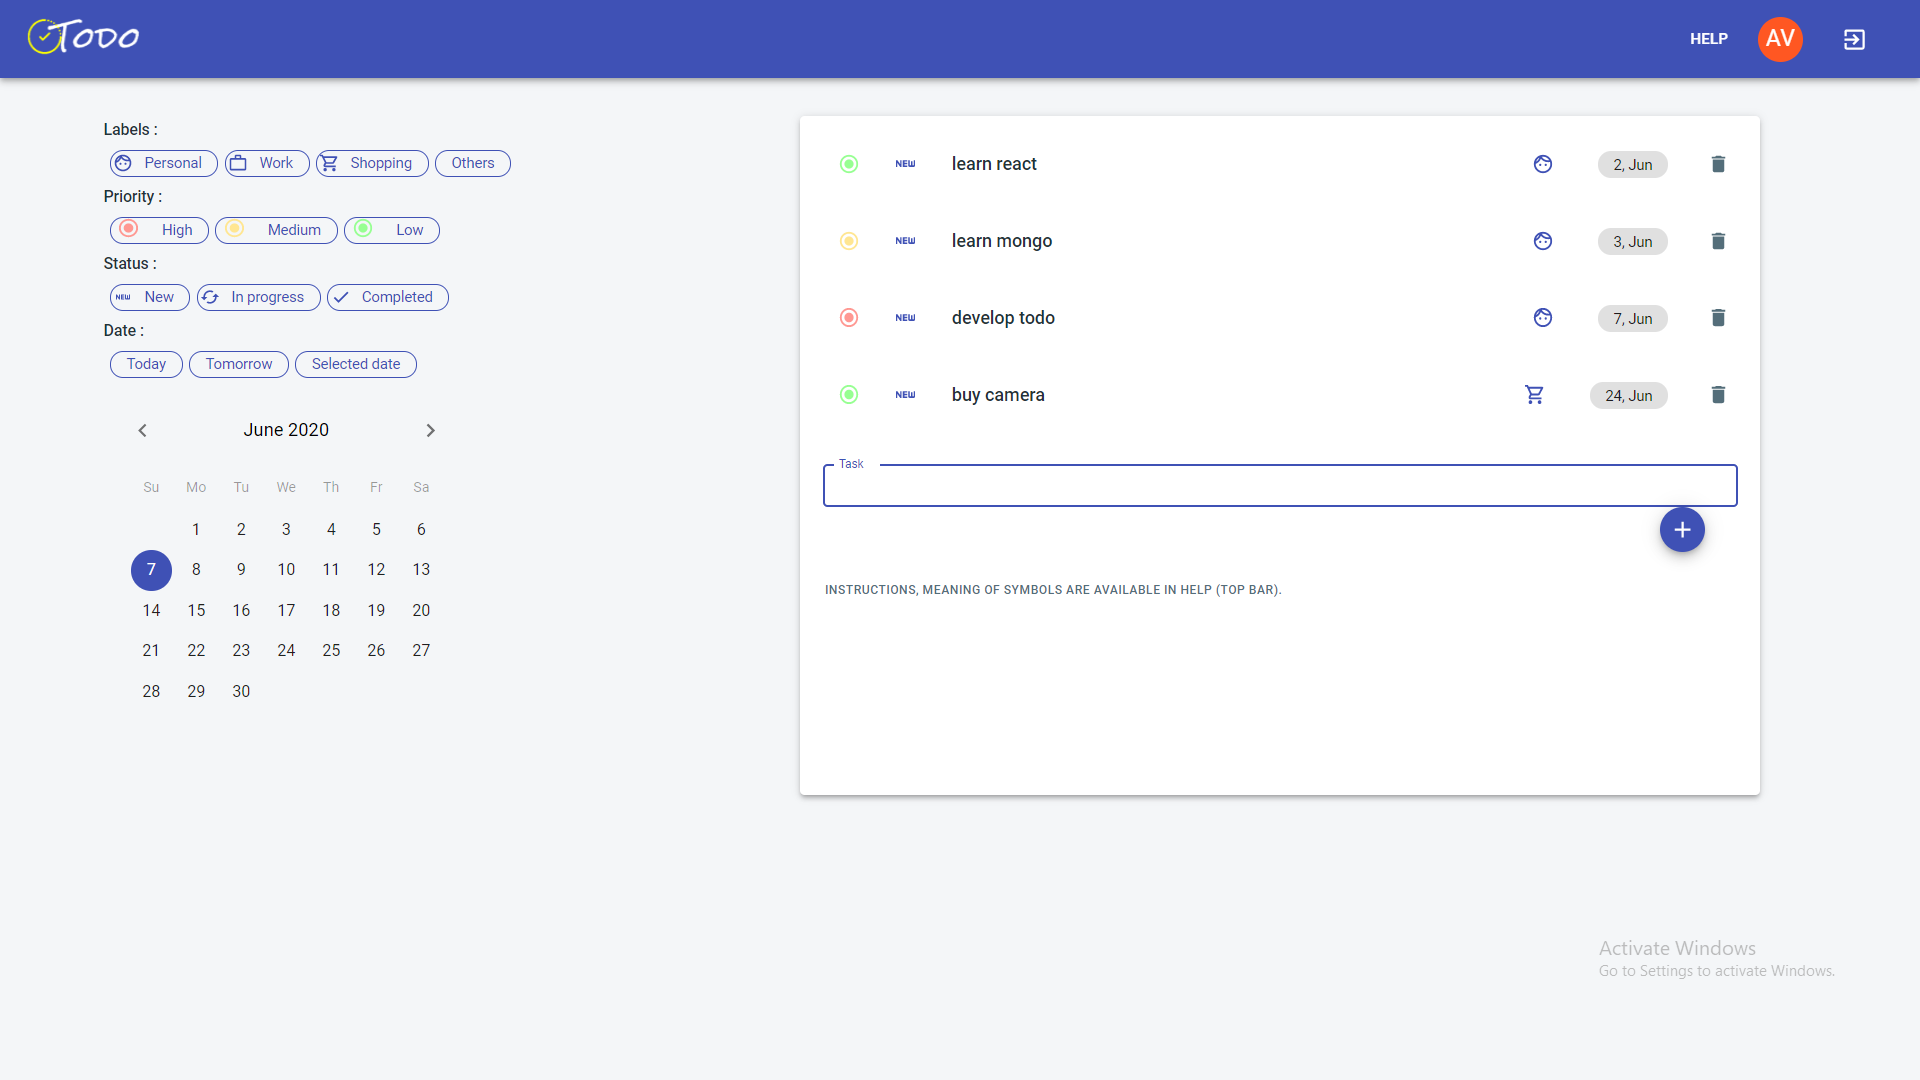 Todo
HELP AV
Labels :
Personal Work Shopping Others
Priority :
High Medium Low
Status :
NEW New In progress Completed
Date :
Today Tomorrow Selected date
June 2020
Su Mo Tu We Th Fr Sa
1 2 3 4 5 6
7 8 9 10 11 12 13
14 15 16 17 18 19 20
21 22 23 24 25 26 27
28 29 30
NEW learn react 2, Jun
NEW learn mongo 3, Jun
NEW develop todo 7, Jun
NEW buy camera 24, Jun
Task
INSTRUCTIONS, MEANING OF SYMBOLS ARE AVAILABLE IN HELP (TOP BAR).
Activate Windows
Go to Settings to activate Windows.